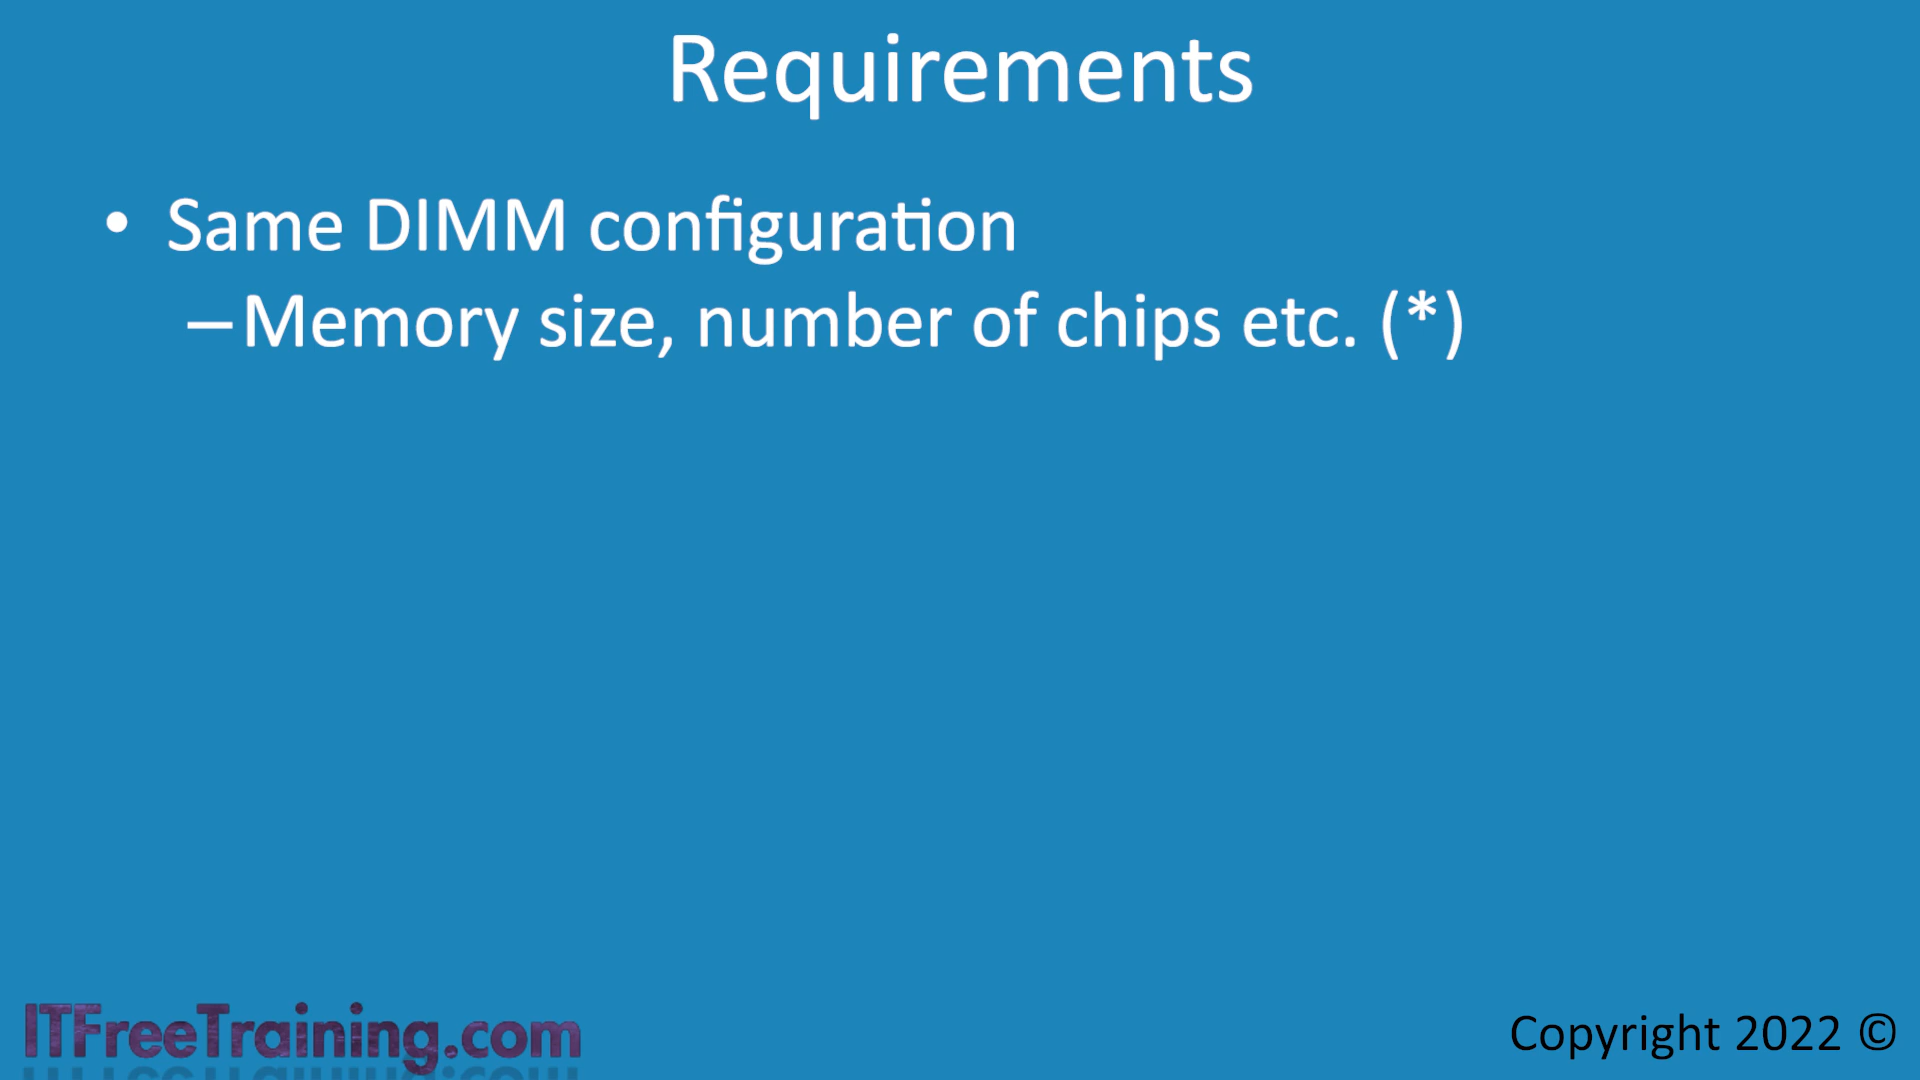 Requirements
• Same DIMM configuration
–Memory size, number of chips etc. (*)
ITFreeTraining.com
Copyright 2022 ©